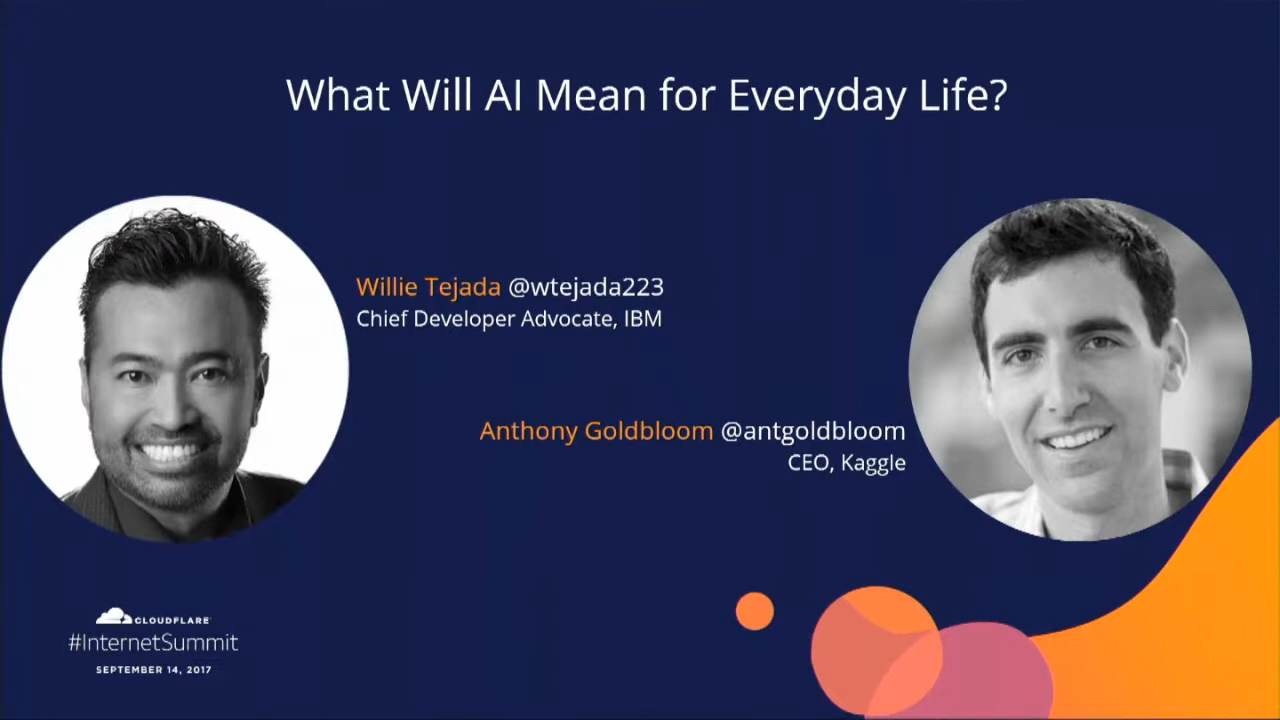 What Will AI Mean for Everyday Life?
Willie Tejada @wtejada223
Chief Developer Advocate, IBM
Anthony Goldbloom @antgoldbloom
CEO, Kaggle
CLOUDFLARE
#InternetSummit
SEPTEMBER 14, 2017